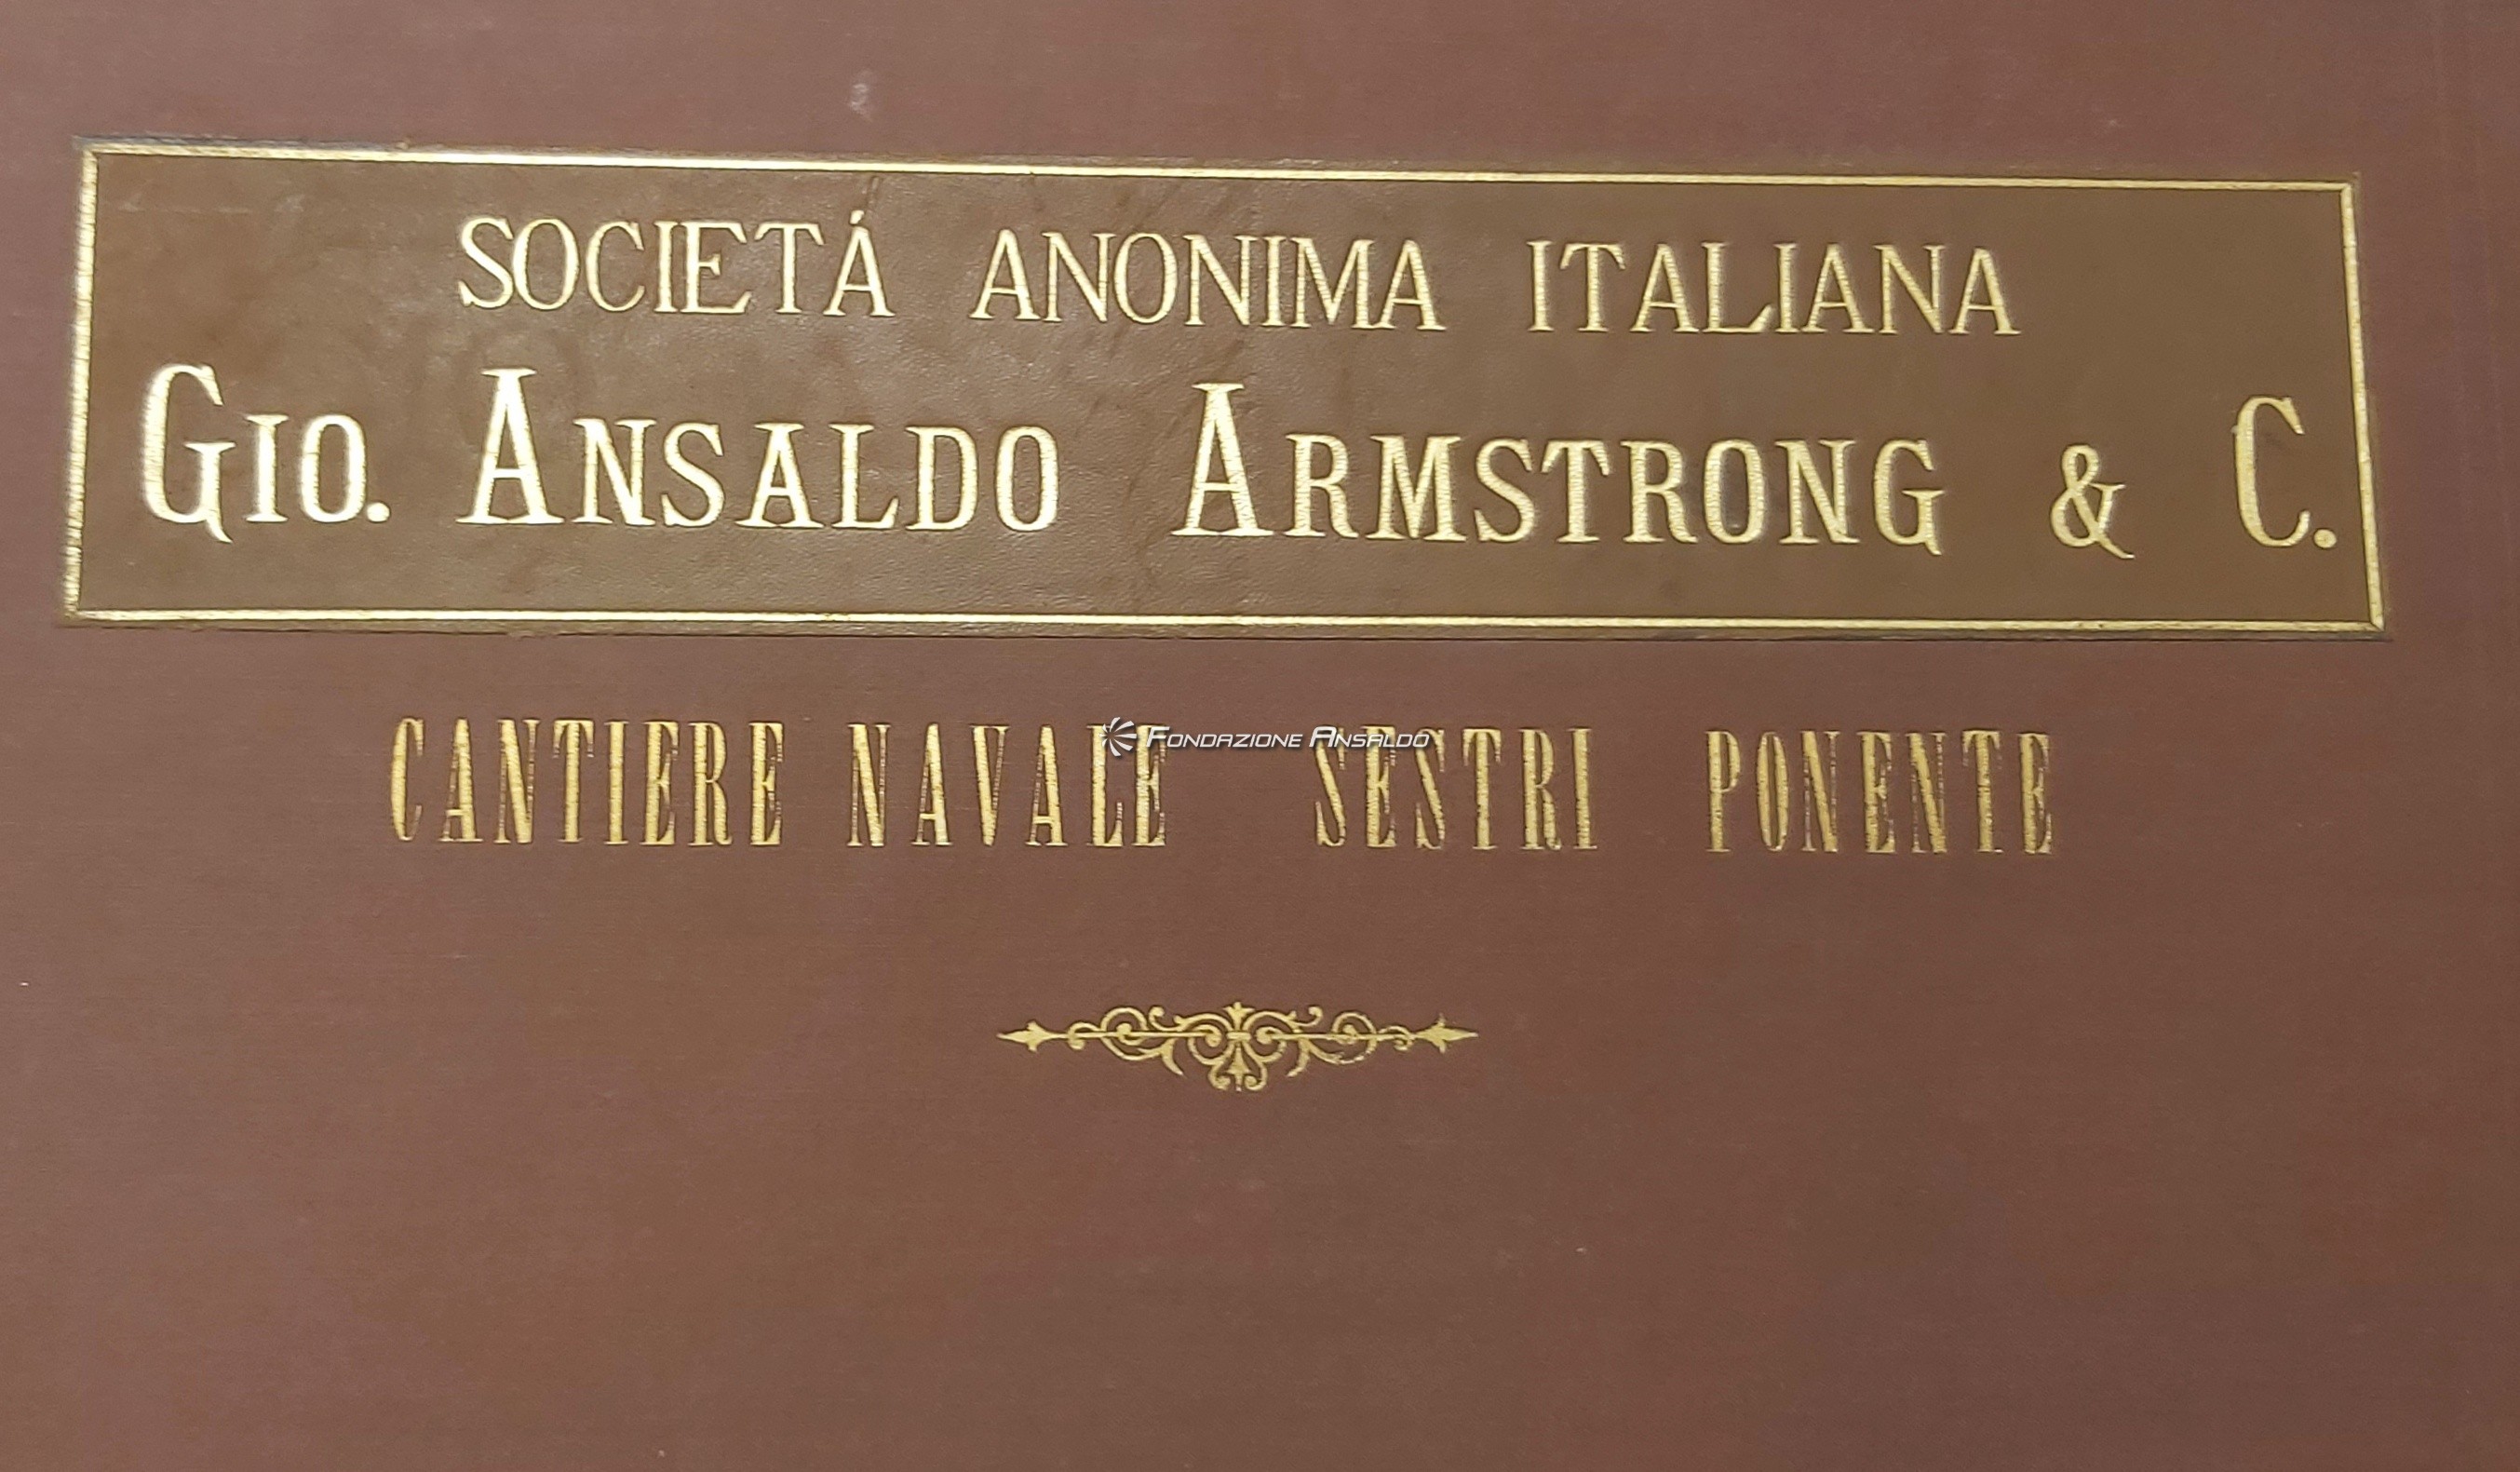 SOCIETÁ ANONIMA ITALIANA
GIO. ANSALDO ARMSTRONG & C.
CANTIERE NAVALE SESTRI PONENTE
FONDAZIONE ANSALDO